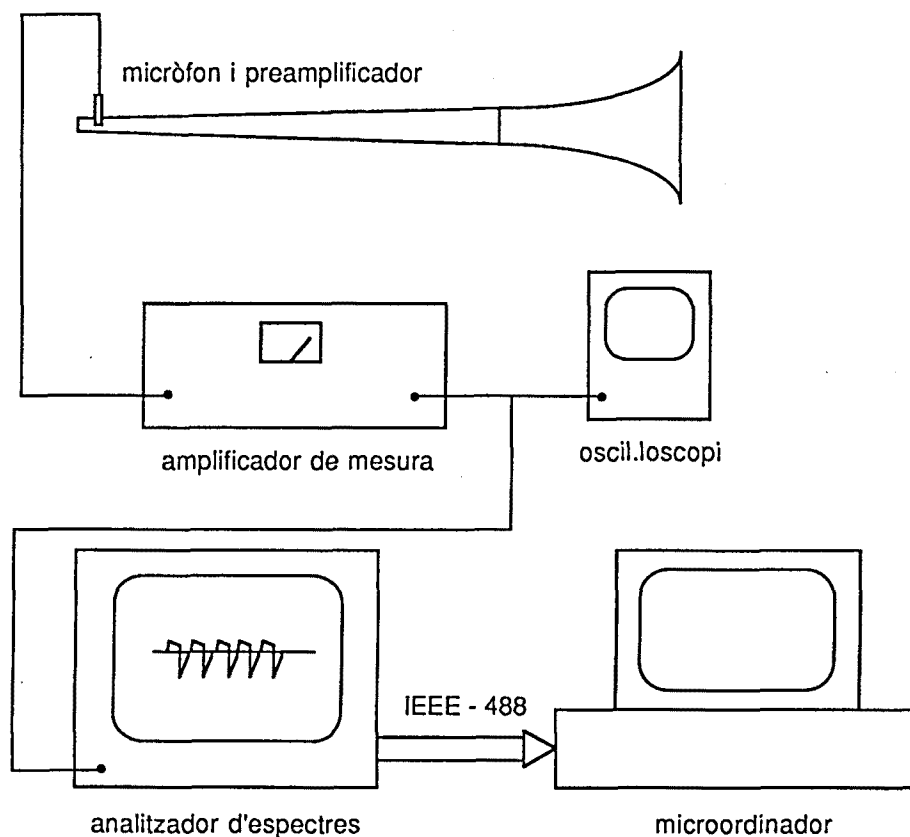 micròfon i preamplificador
amplificador de mesura
oscil.loscopi
IEEE - 488
analitzador d'espectres
microordinador